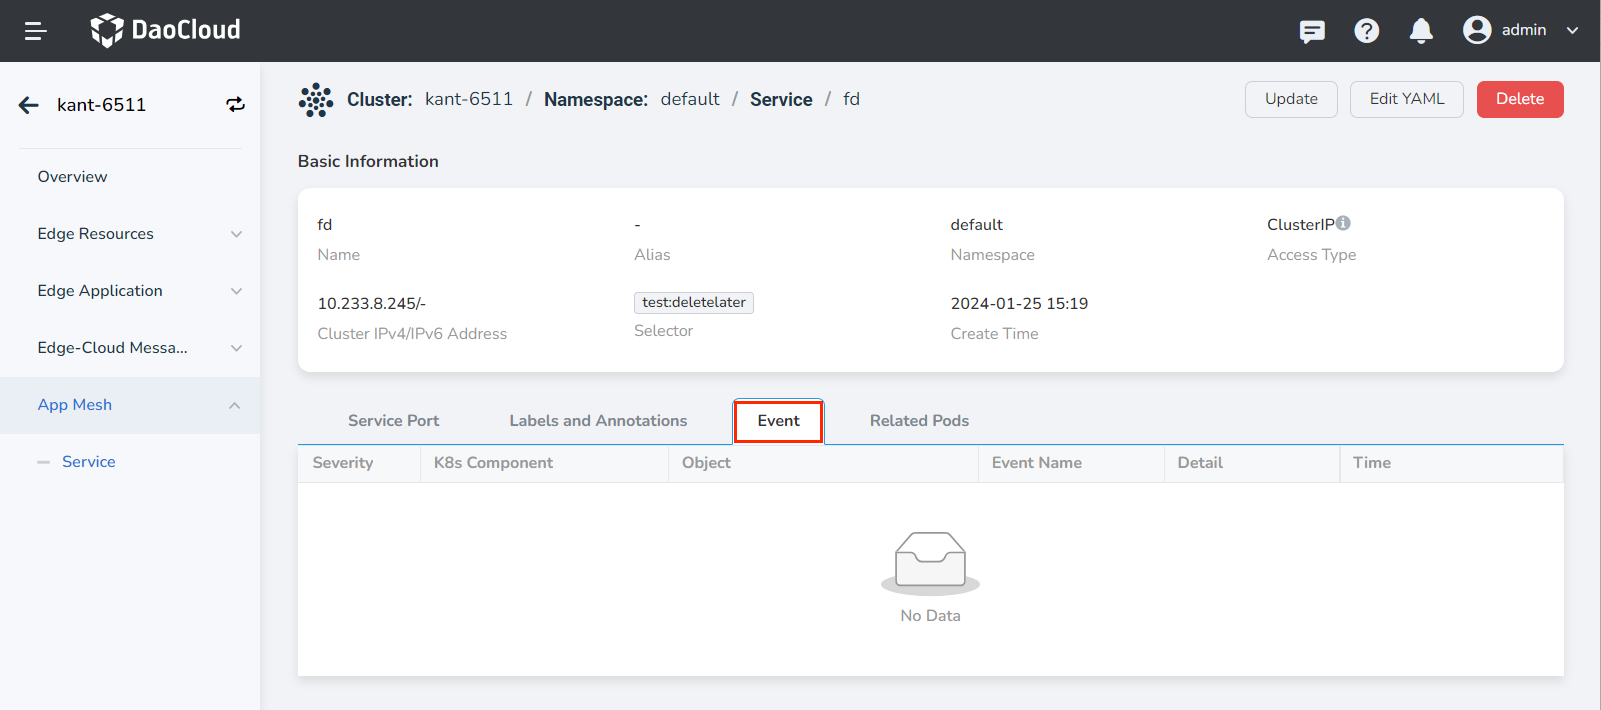 DaoCloud
admin
kant-6511
Cluster: kant-6511 / Namespace: default / Service / fd
Update
Edit YAML
Delete
Overview
Edge Resources
Edge Application
Edge-Cloud Messa...
App Mesh
Service
Basic Information
fd
Name
-
Alias
default
Namespace
ClusterIP
Access Type
10.233.8.245/-
Cluster IPv4/IPv6 Address
test:deletelater
Selector
2024-01-25 15:19
Create Time
Service Port
Labels and Annotations
Event
Related Pods
Severity
K8s Component
Object
Event Name
Detail
Time
No Data